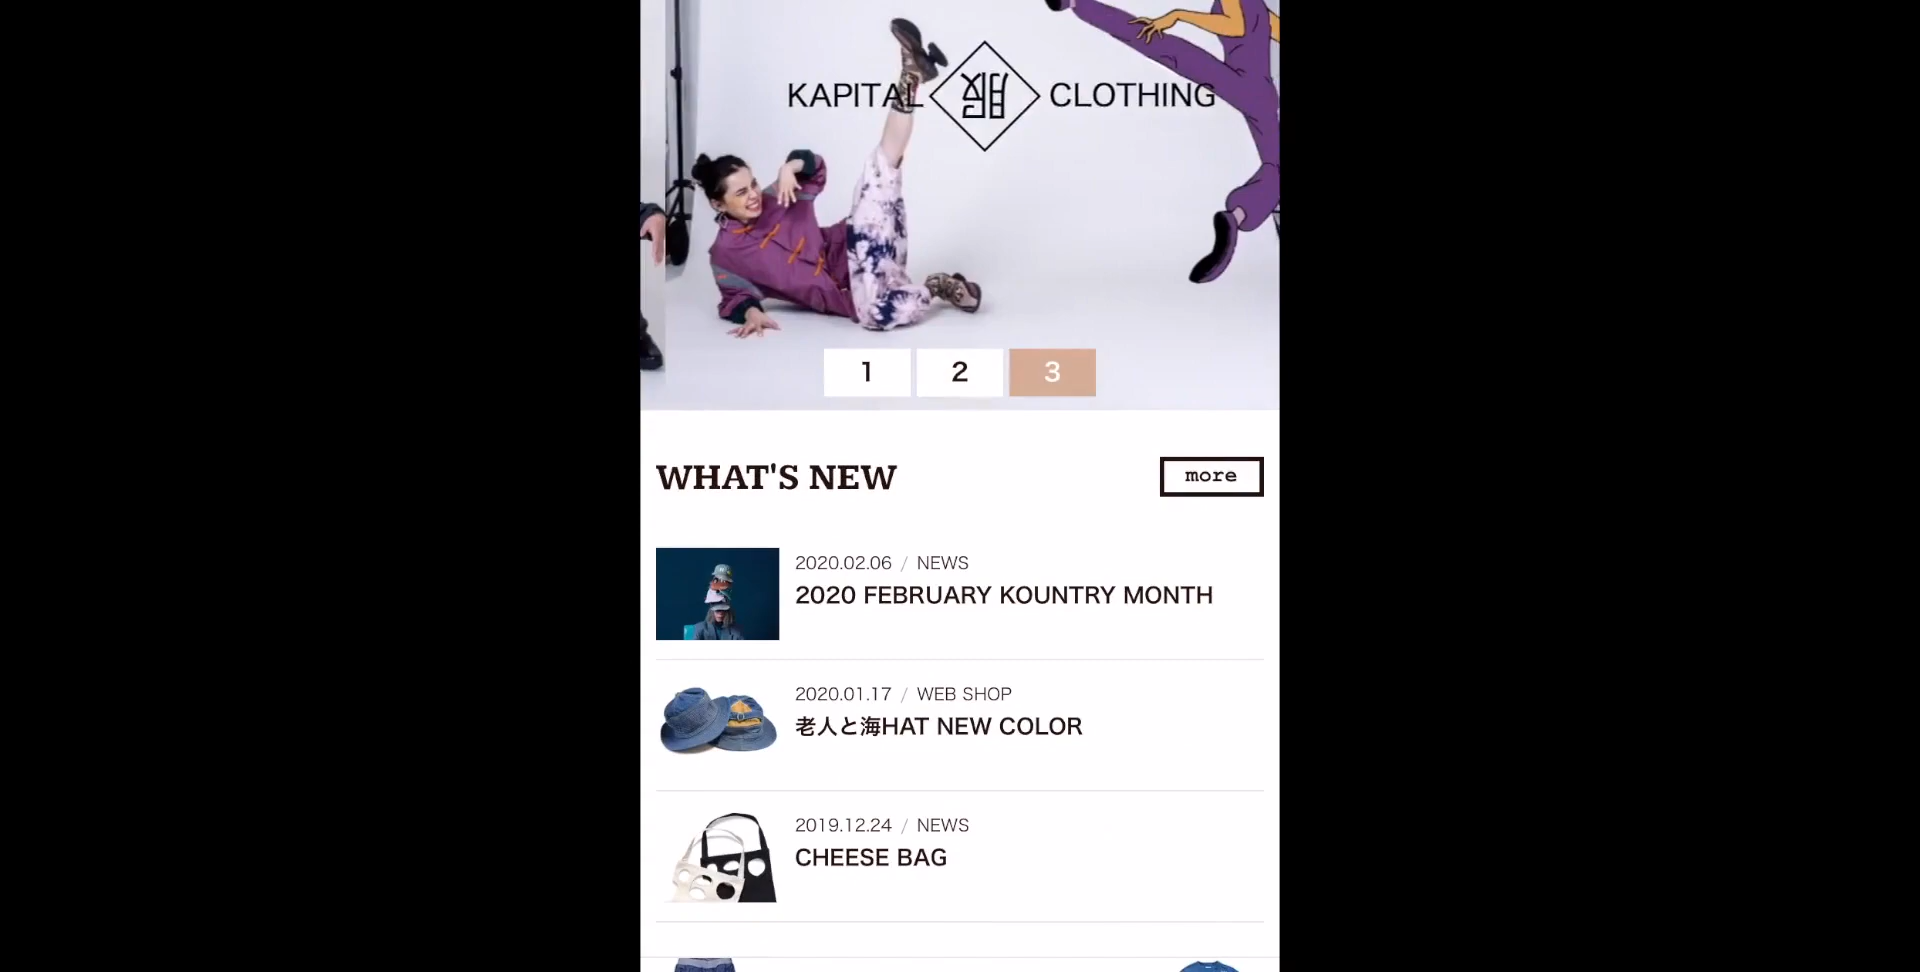 KAPITAL CLOTHING
1 2 3
WHAT'S NEW
more
2020.02.06 / NEWS
2020 FEBRUARY KOUNTRY MONTH
2020.01.17 / WEB SHOP
老人と海HAT NEW COLOR
2019.12.24 / NEWS
CHEESE BAG